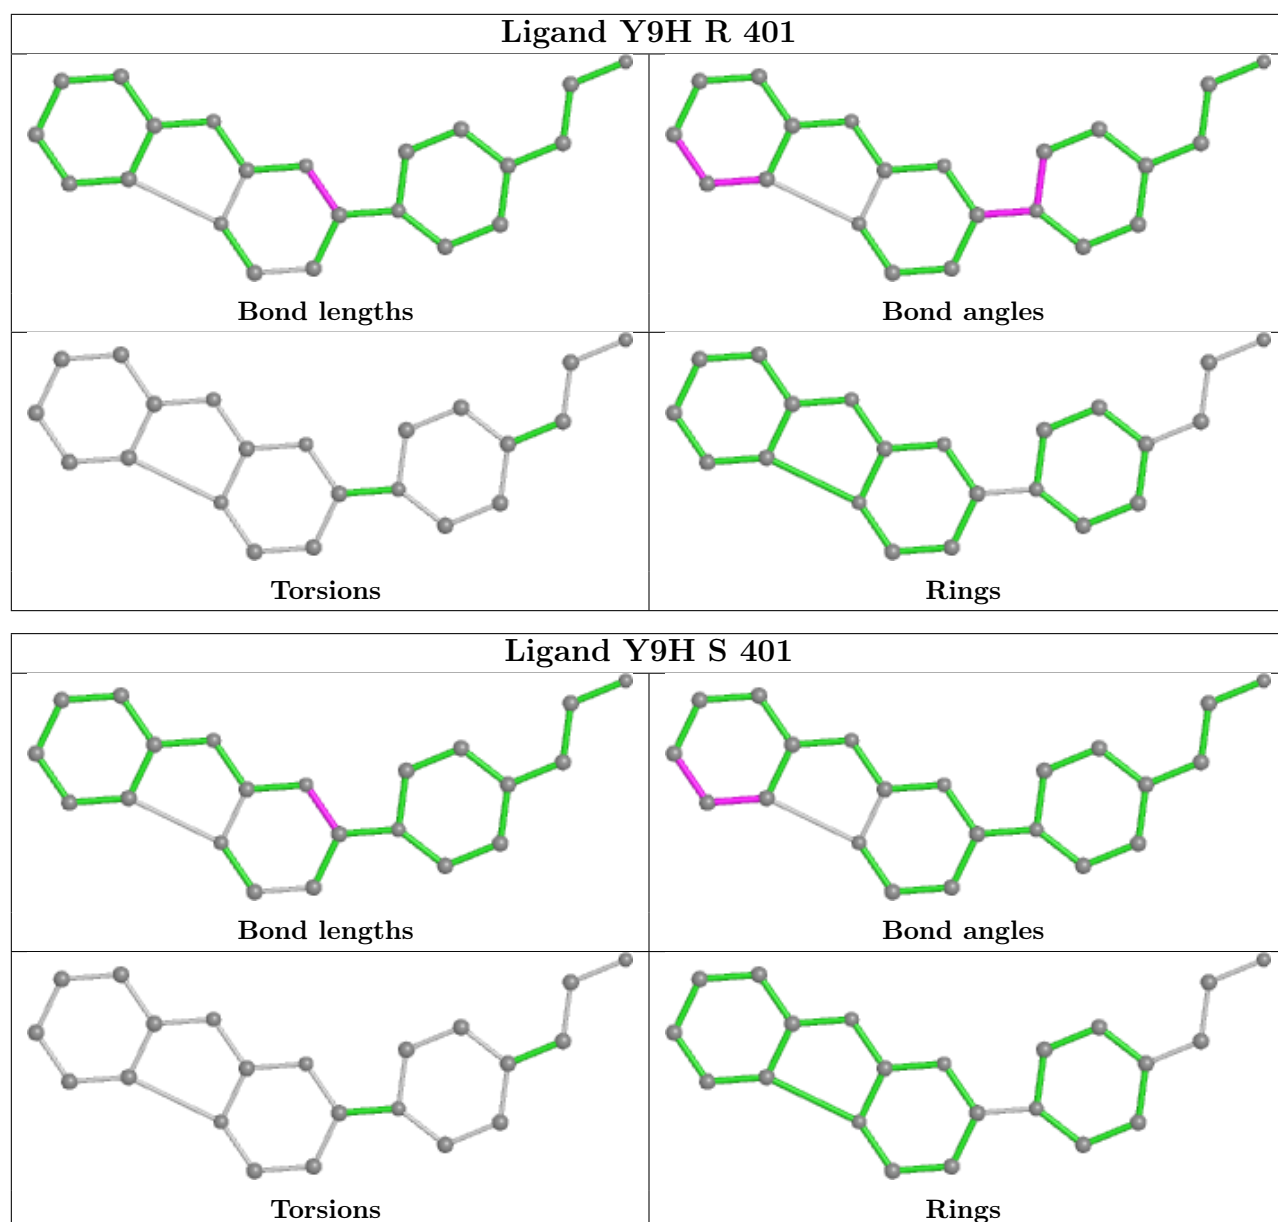 Ligand Y9H R 401
Bond lengths
Bond angles
Torsions
Rings
Ligand Y9H S 401
Bond lengths
Bond angles
Torsions
Rings